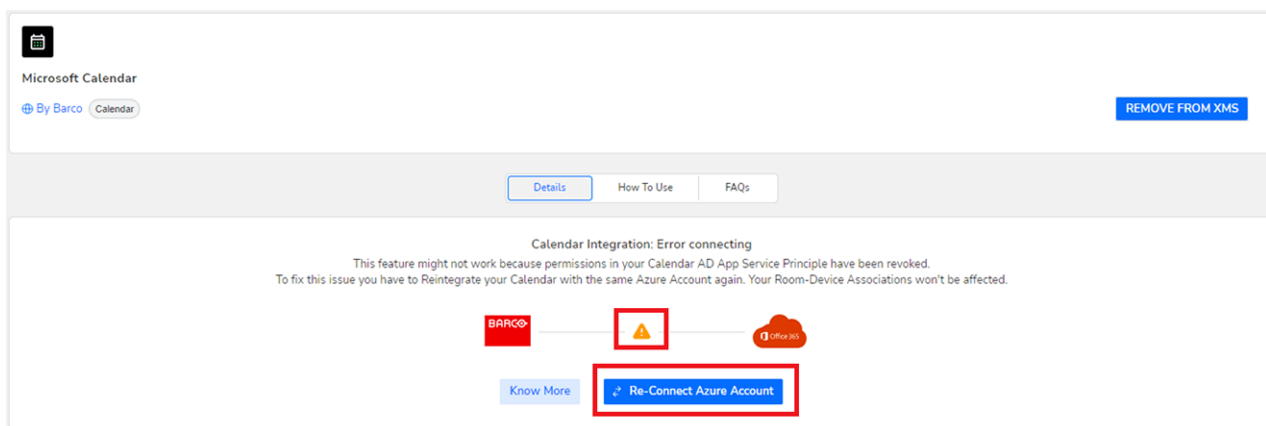 Microsoft Calendar
By Barco Calendar
REMOVE FROM XMS
Details How To Use FAQs
Calendar Integration: Error connecting
This feature might not work because permissions in your Calendar AD App Service Principle have been revoked.
To fix this issue you have to Reintegrate your Calendar with the same Azure Account again. Your Room-Device Associations won't be affected.
BARCO
Office 365
Know More Re-Connect Azure Account